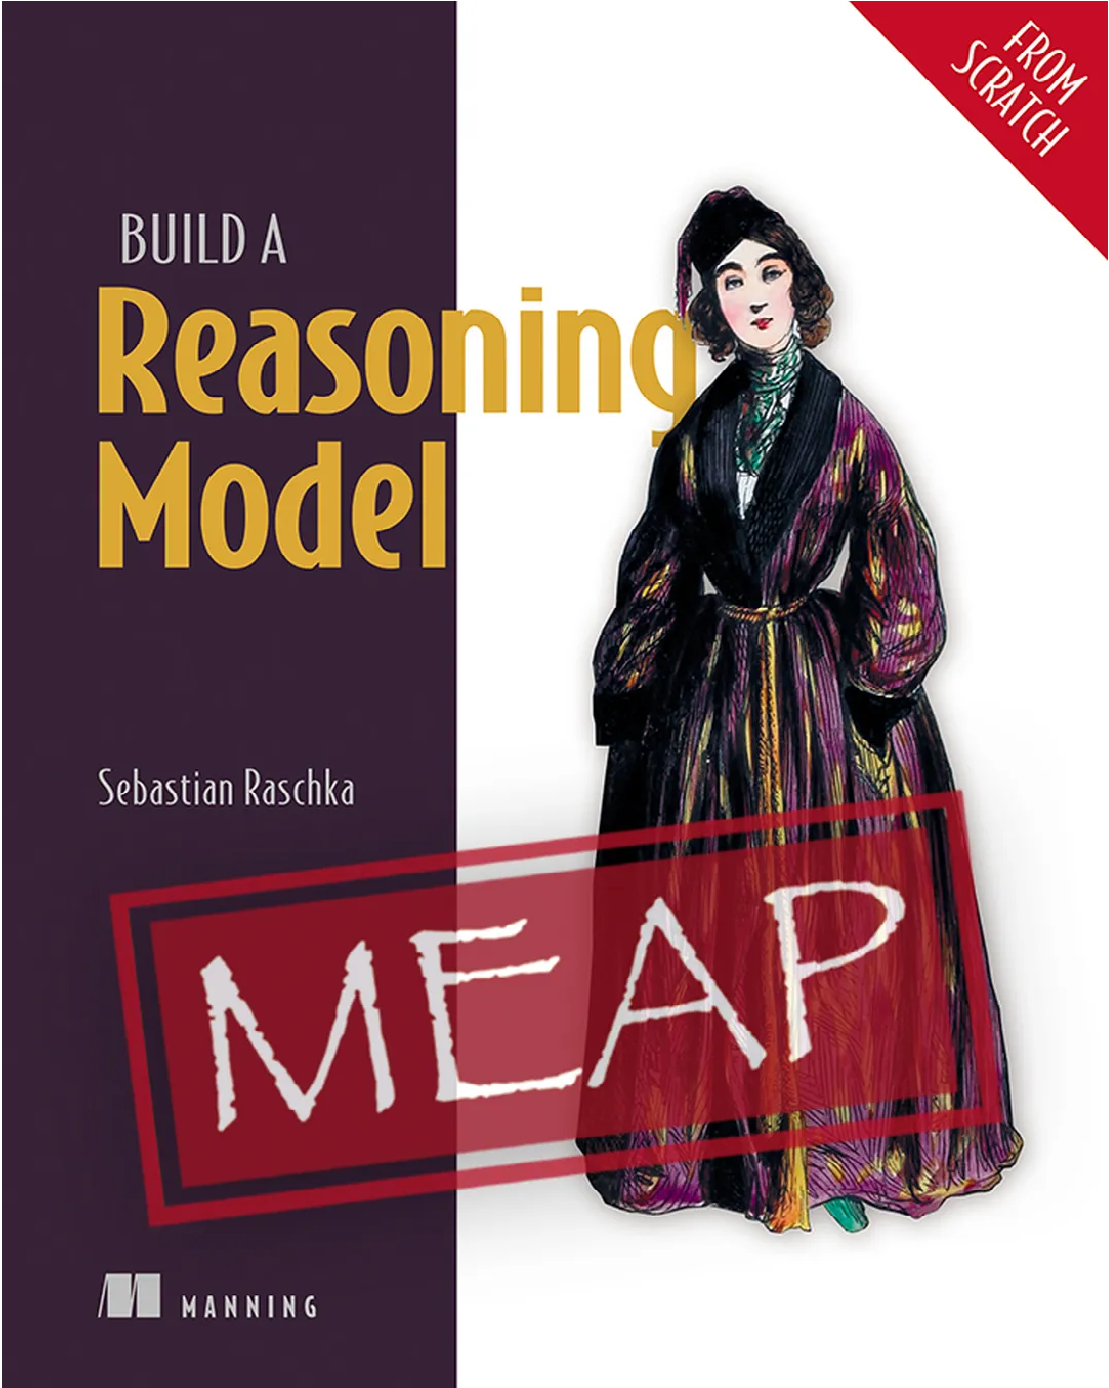 FROM
SCRATCH
BUILD A
Reasoning
Model
Sebastian Raschka
MEAP
MANNING